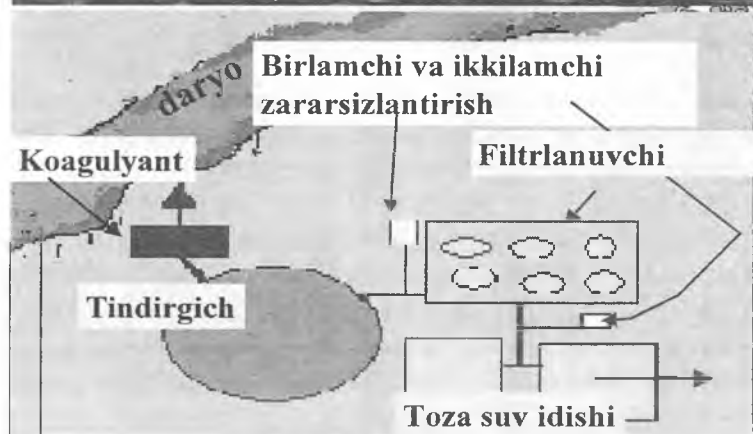 daryo
Birlamchi va ikkilamchi
zararsizlantirish
Koagulyant
Filtrlanuvchi
Tindirgich
Toza suv idishi